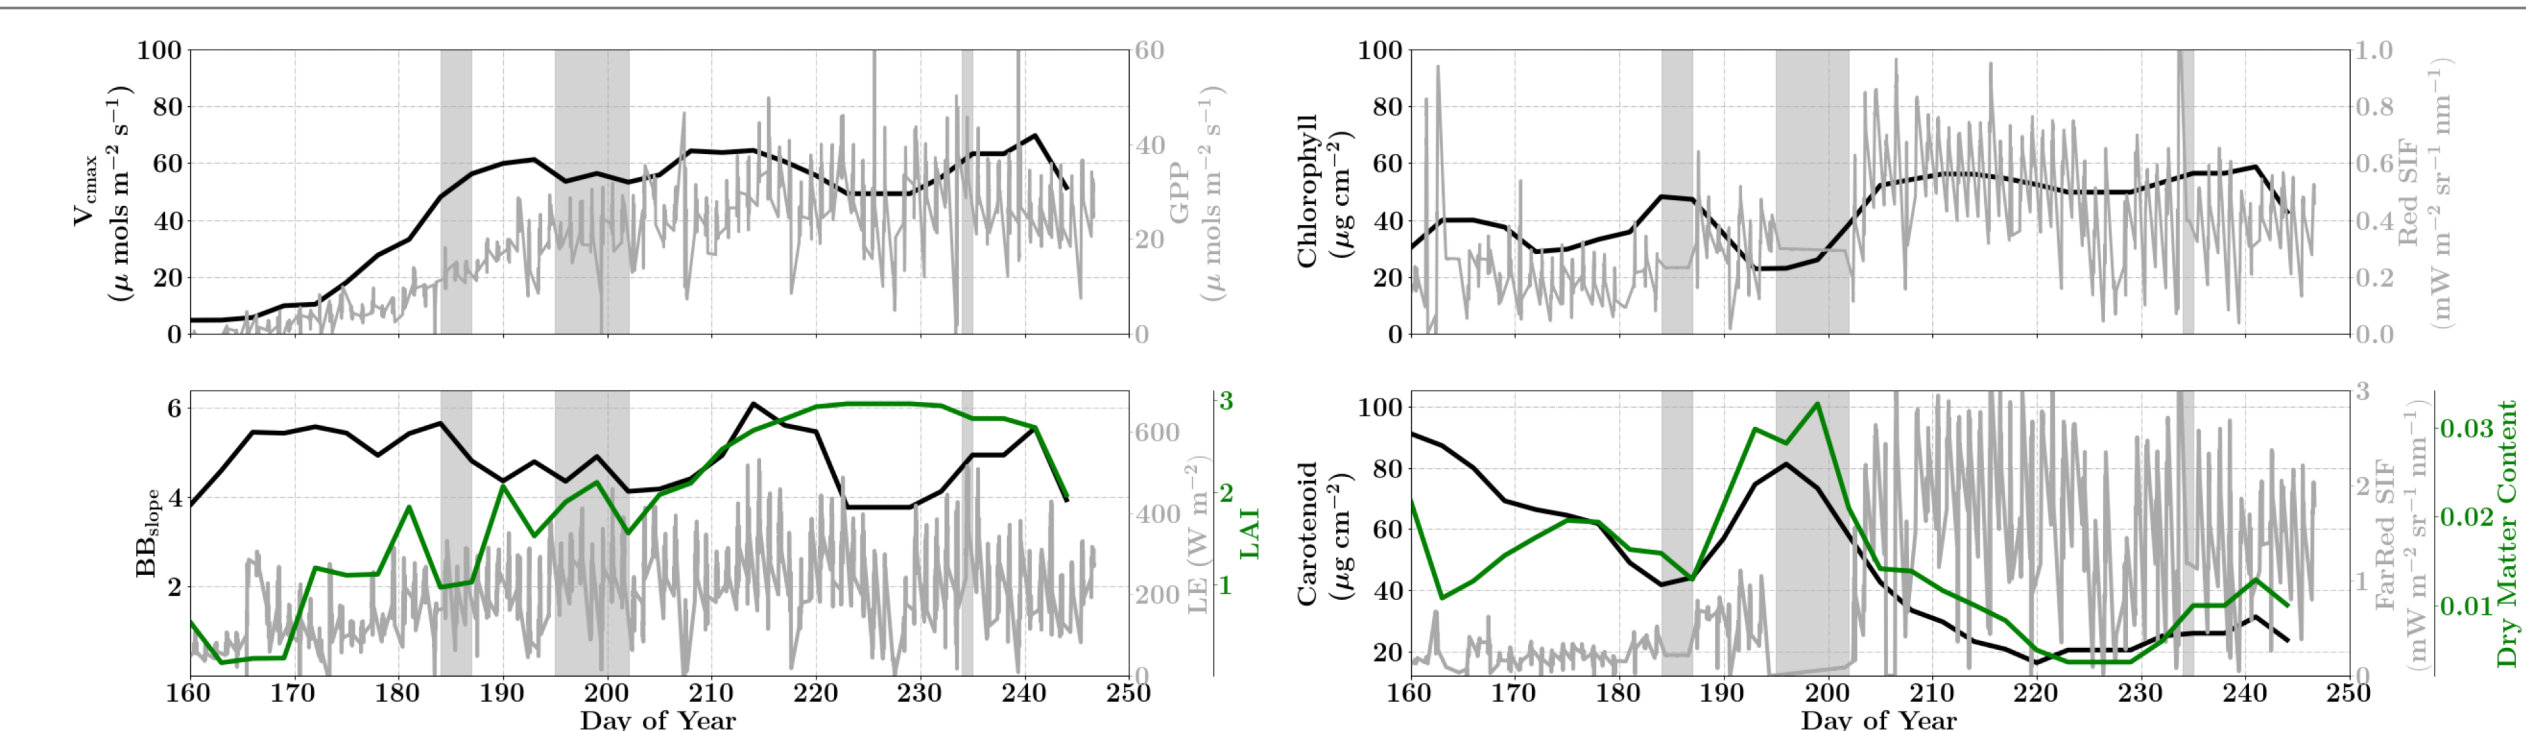 100
80
60
40
20
0
V_cmax
(μ mols m⁻² s⁻¹)
60
40
20
0
GPP
(μ mols m⁻² s⁻¹)
100
80
60
40
20
0
Chlorophyll
(μg cm⁻²)
1.0
0.8
0.6
0.4
0.2
0.0
Red SIF
(mW m⁻² sr⁻¹ nm⁻¹)
6
4
2
BB_slope
600
400
200
0
LE (W m⁻²)
3
2
1
LAI
160 170 180 190 200 210 220 230 240 250
Day of Year
100
80
60
40
20
Carotenoid
(μg cm⁻²)
3
2
1
0
FarRed SIF
(mW m⁻² sr⁻¹ nm⁻¹)
0.03
0.02
0.01
Dry Matter Content
160 170 180 190 200 210 220 230 240 250
Day of Year